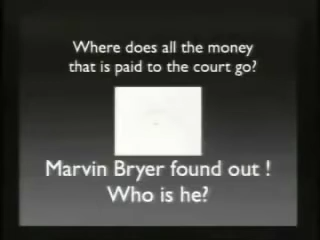 Where does all the money
that is paid to the court go?
Marvin Bryer found out !
Who is he?